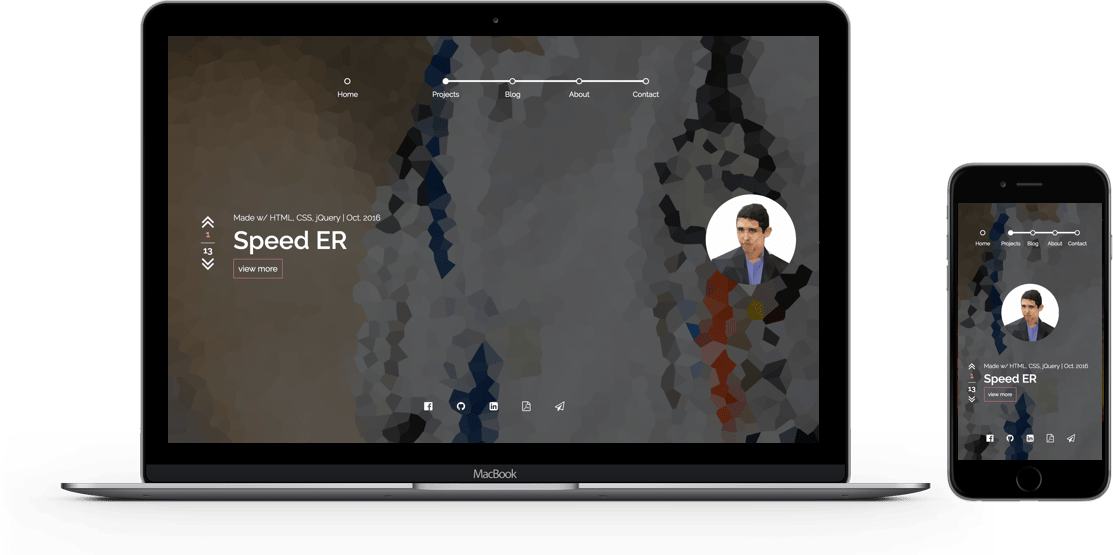 Home
Projects
Blog
About
Contact
Made w/ HTML, CSS, jQuery | Oct. 2016
1
13
Speed ER
view more
MacBook
Home
Projects
Blog
About
Contact
Made w/ HTML, CSS, jQuery | Oct. 2016
1
13
Speed ER
view more